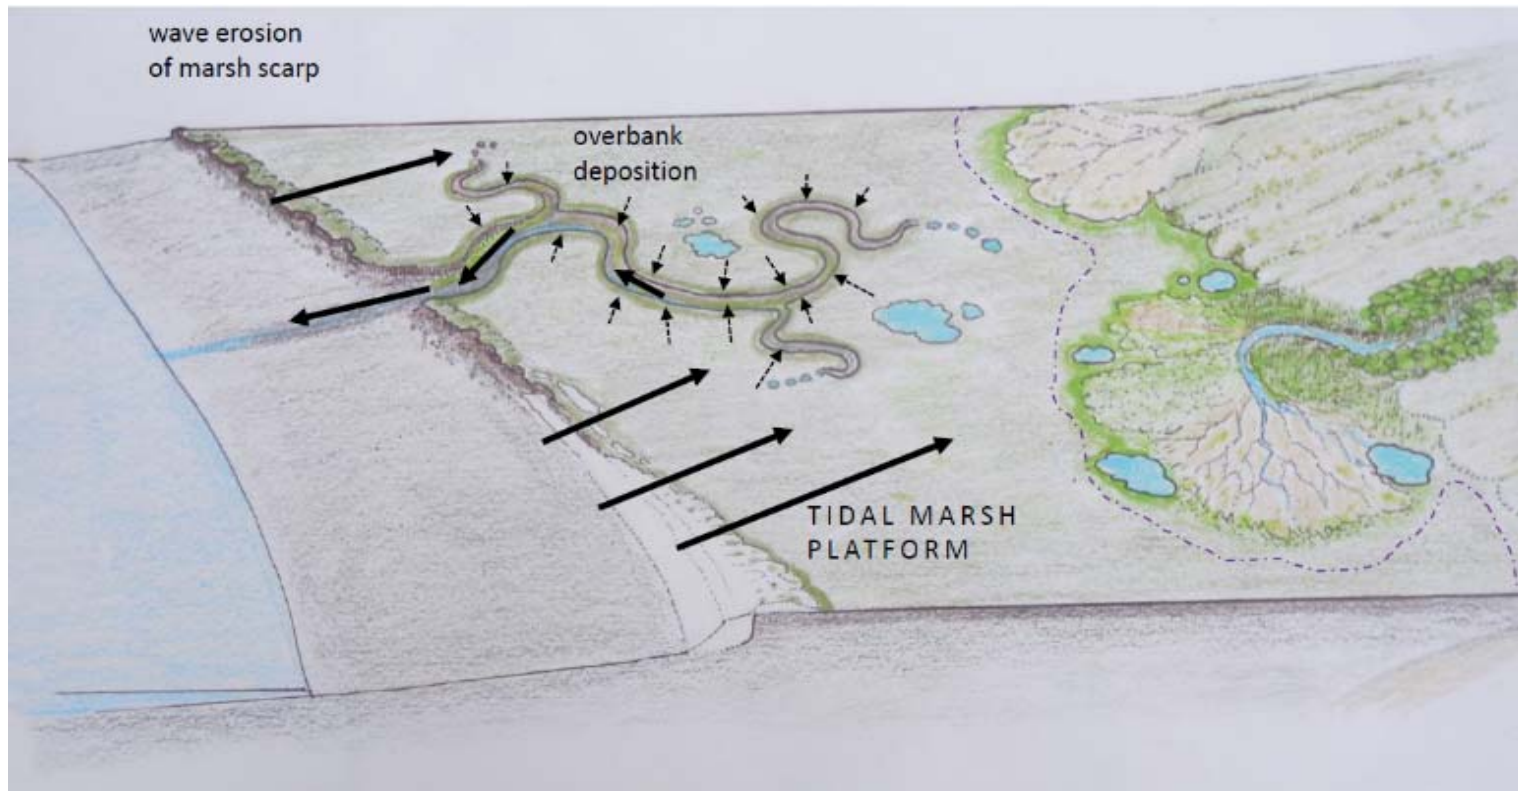 wave erosion
of marsh scarp
overbank
deposition
TIDAL MARSH
PLATFORM